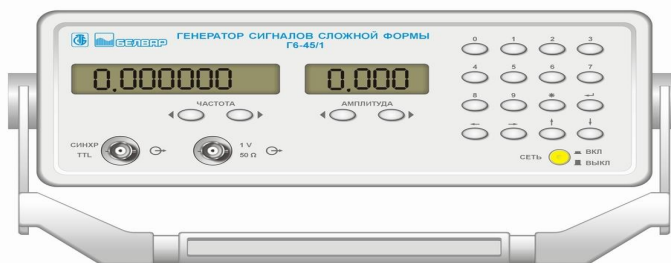 БЕЛВАР
ГЕНЕРАТОР СИГНАЛОВ СЛОЖНОЙ ФОРМЫ
Г6-45/1
0.000000
0.000
ЧАСТОТА
АМПЛИТУДА
СИНХР
TTL
1 V
50 Ω
0 1 2 3
4 5 6 7
8 9 * ↵
← → ↑ ↓
СЕТЬ
ВКЛ
ВЫКЛ